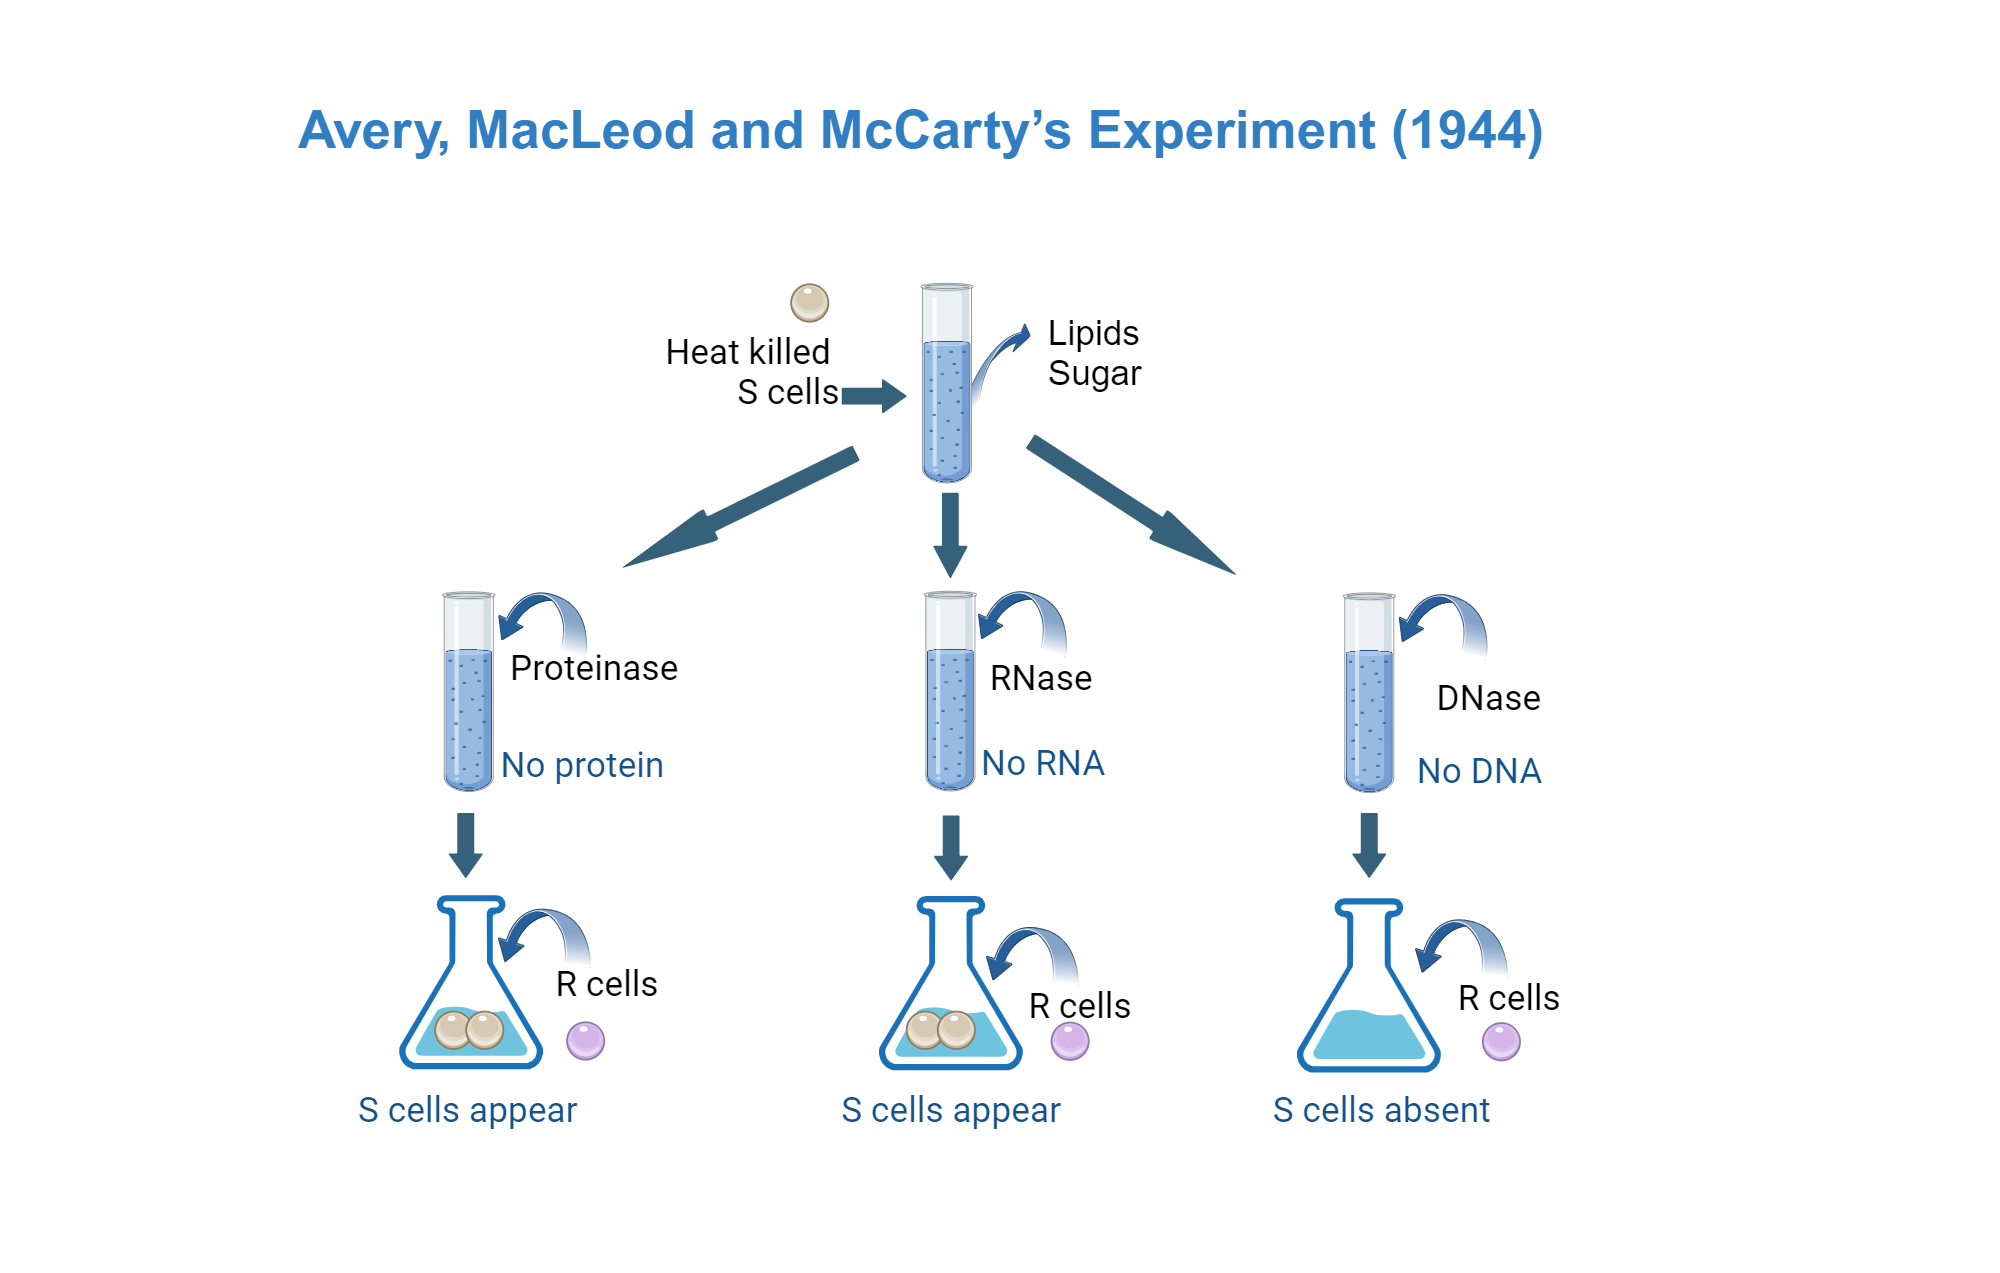 Avery, MacLeod and McCarty’s Experiment (1944)
Heat killed
S cells
Lipids
Sugar
Proteinase
No protein
RNase
No RNA
DNase
No DNA
R cells
S cells appear
R cells
S cells appear
R cells
S cells absent